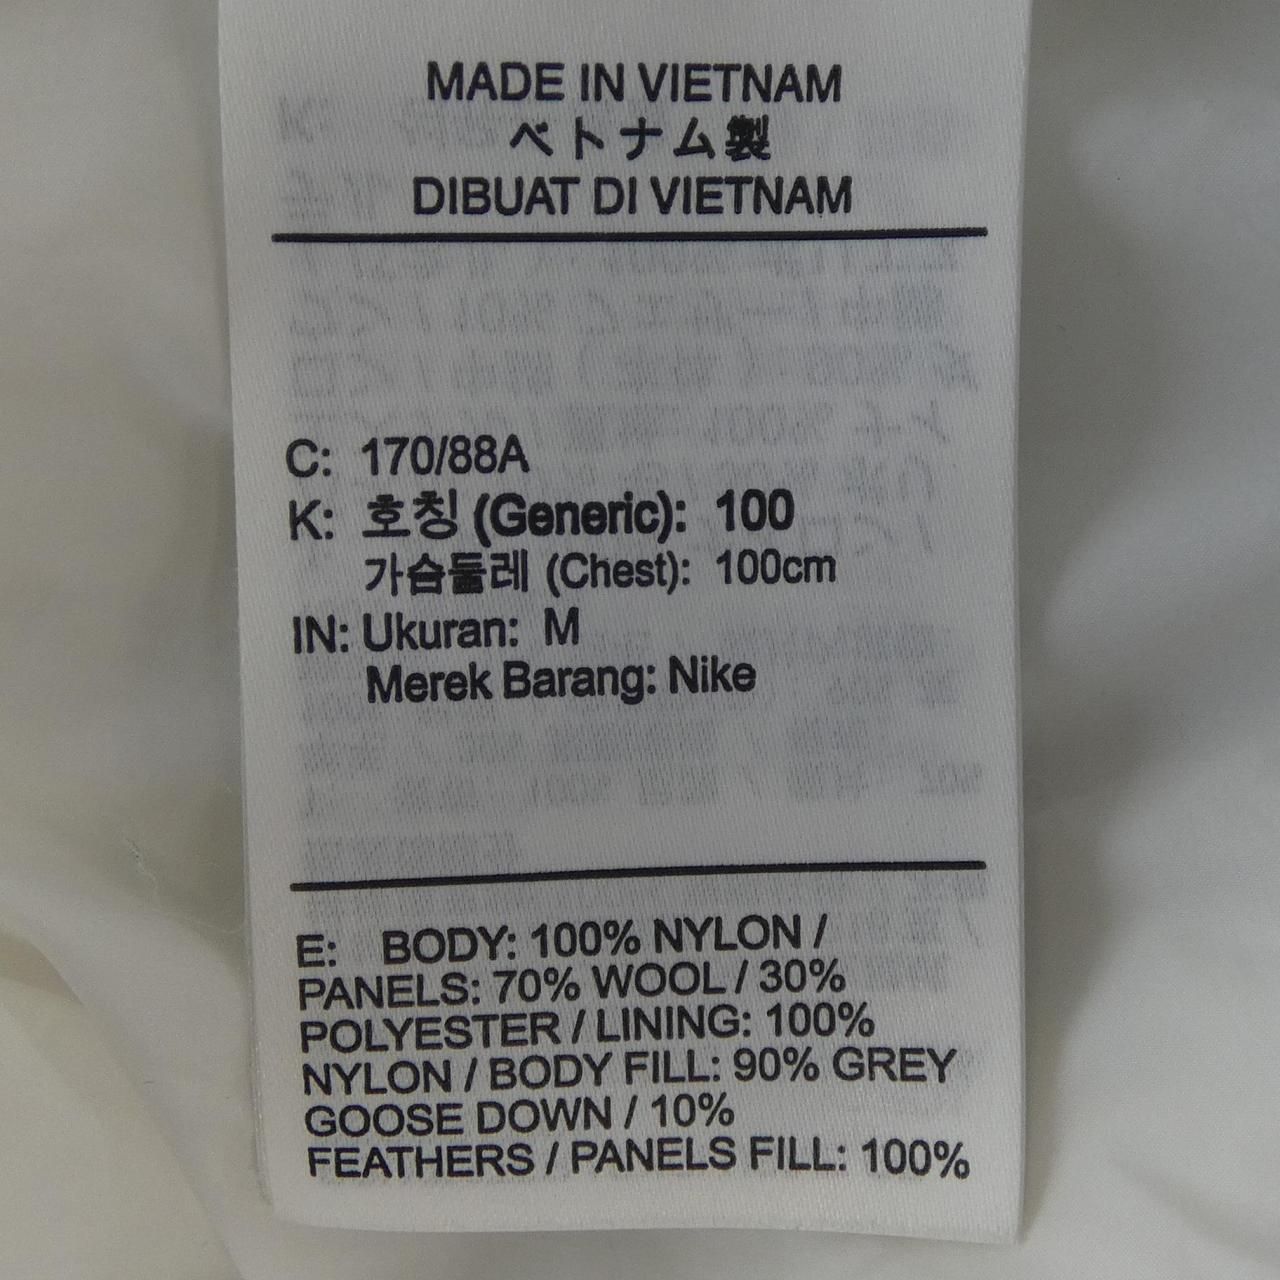 MADE IN VIETNAM
ベトナム製
DIBUAT DI VIETNAM
C: 170/88A
K: 호칭 (Generic): 100
가슴둘레 (Chest): 100cm
IN: Ukuran: M
Merek Barang: Nike
E: BODY: 100% NYLON /
PANELS: 70% WOOL / 30%
POLYESTER / LINING: 100%
NYLON / BODY FILL: 90% GREY
GOOSE DOWN / 10%
FEATHERS / PANELS FILL: 100%